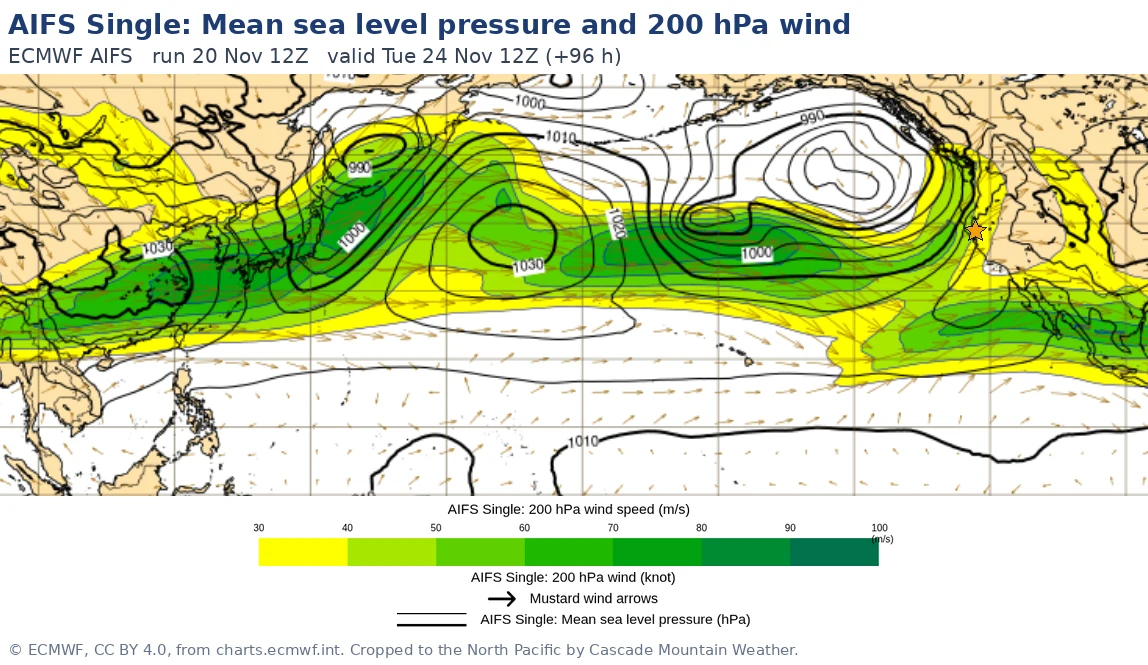 AIFS Single: Mean sea level pressure and 200 hPa wind
ECMWF AIFS run 20 Nov 12Z valid Tue 24 Nov 12Z (+96 h)
1000
990
1010
990
1030
1000
1020
1030
1000
1010
AIFS Single: 200 hPa wind speed (m/s)
30 40 50 60 70 80 90 100
(m/s)
AIFS Single: 200 hPa wind (knot)
Mustard wind arrows
AIFS Single: Mean sea level pressure (hPa)
© ECMWF, CC BY 4.0, from charts.ecmwf.int. Cropped to the North Pacific by Cascade Mountain Weather.